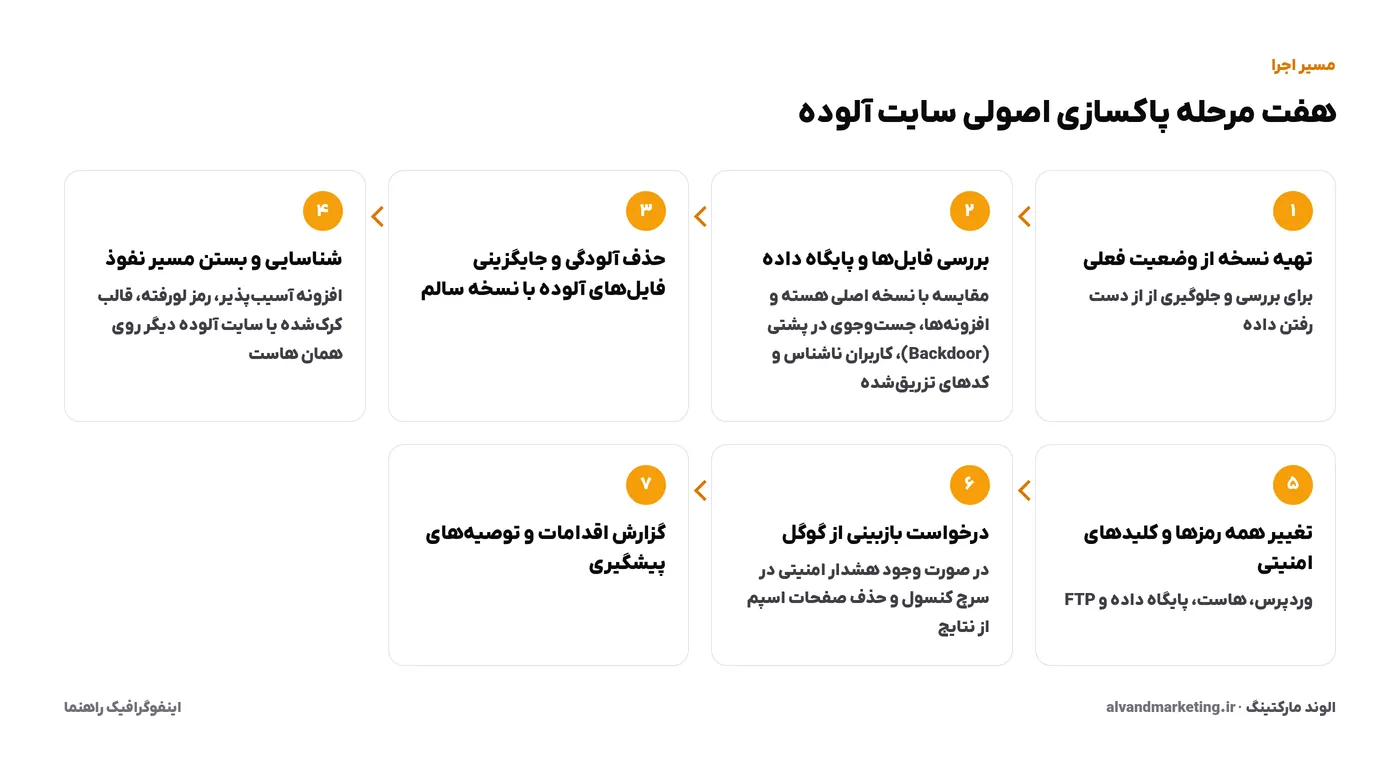 مسیر اجرا
هفت مرحله پاکسازی اصولی سایت آلوده
۱
تهیه نسخه از وضعیت فعلی
برای بررسی و جلوگیری از از دست
رفتن داده
۲
بررسی فایل‌ها و پایگاه داده
مقایسه با نسخه اصلی هسته و
افزونه‌ها، جست‌وجوی در پشتی
(Backdoor)، کاربران ناشناس و
کدهای تزریق‌شده
۳
حذف آلودگی و جایگزینی
فایل‌های آلوده با نسخه سالم
۴
شناسایی و بستن مسیر نفوذ
افزونه آسیب‌پذیر، رمز لورفته، قالب
کرک‌شده یا سایت آلوده دیگر روی
همان هاست
۵
تغییر همه رمزها و کلیدهای
امنیتی
وردپرس، هاست، پایگاه داده و FTP
۶
درخواست بازبینی از گوگل
در صورت وجود هشدار امنیتی در
سرچ کنسول و حذف صفحات اسپم
از نتایج
۷
گزارش اقدامات و توصیه‌های
پیشگیری
الوند مارکتینگ · alvandmarketing.ir
اینفوگرافیک راهنما